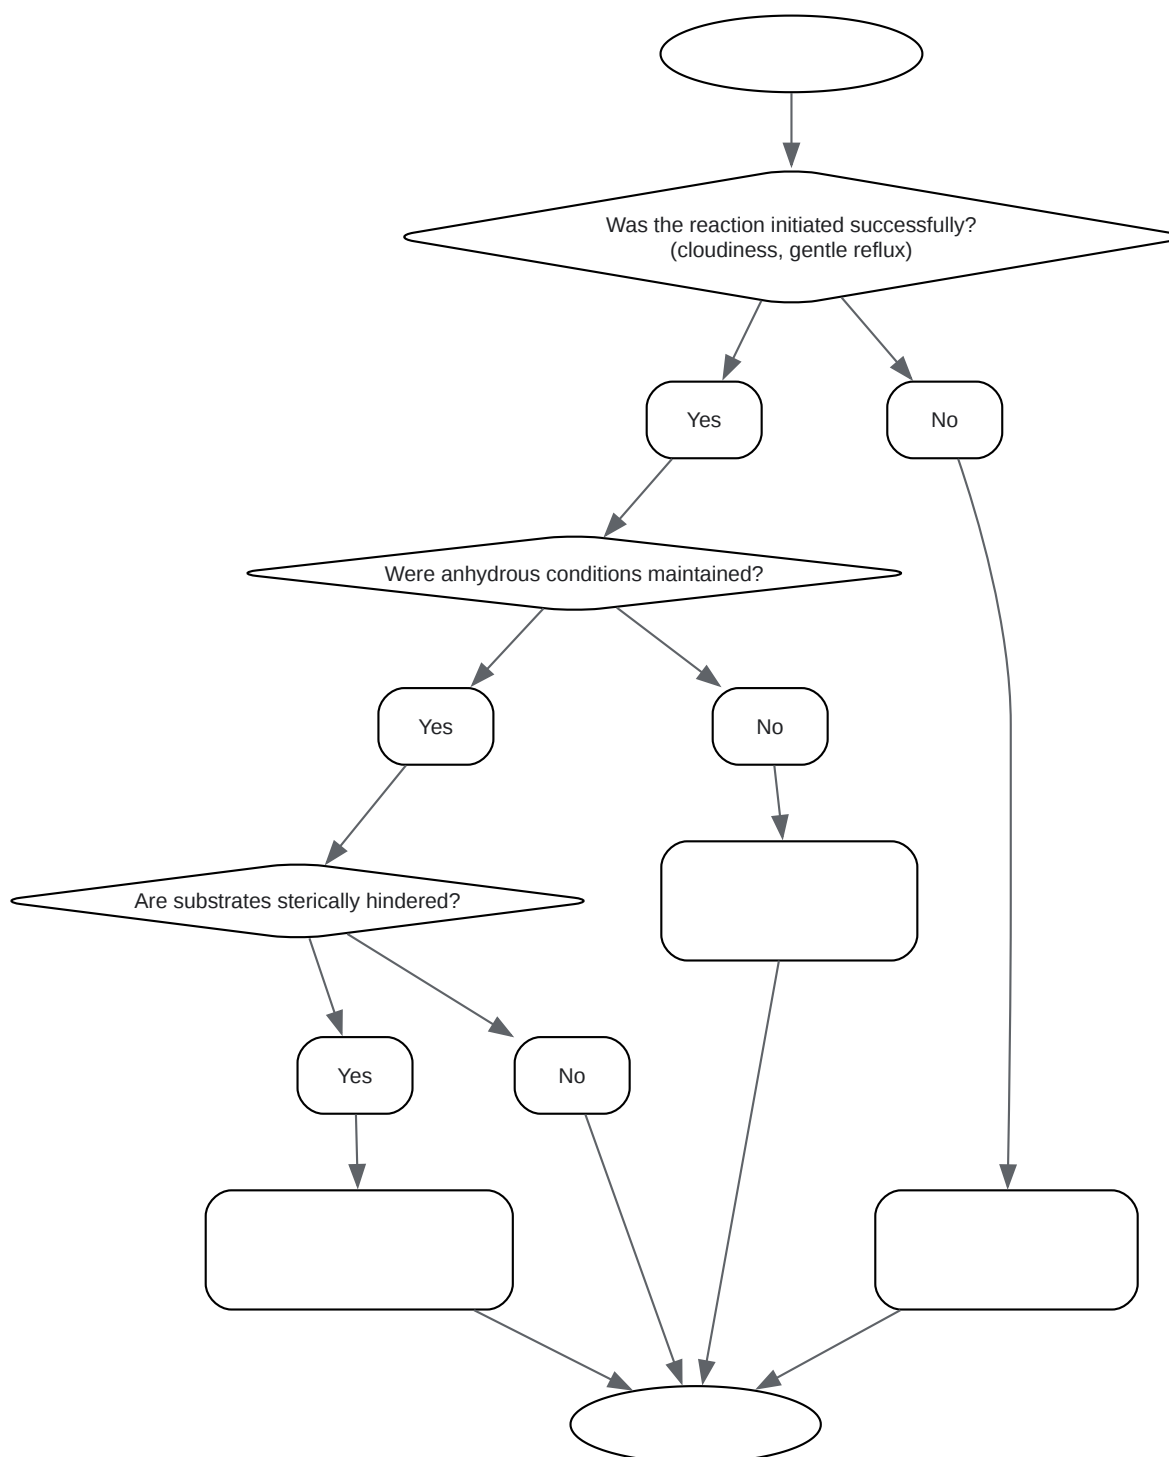 Was the reaction initiated successfully?
(cloudiness, gentle reflux)
Yes
No
Were anhydrous conditions maintained?
Yes
No
Are substrates sterically hindered?
Yes
No